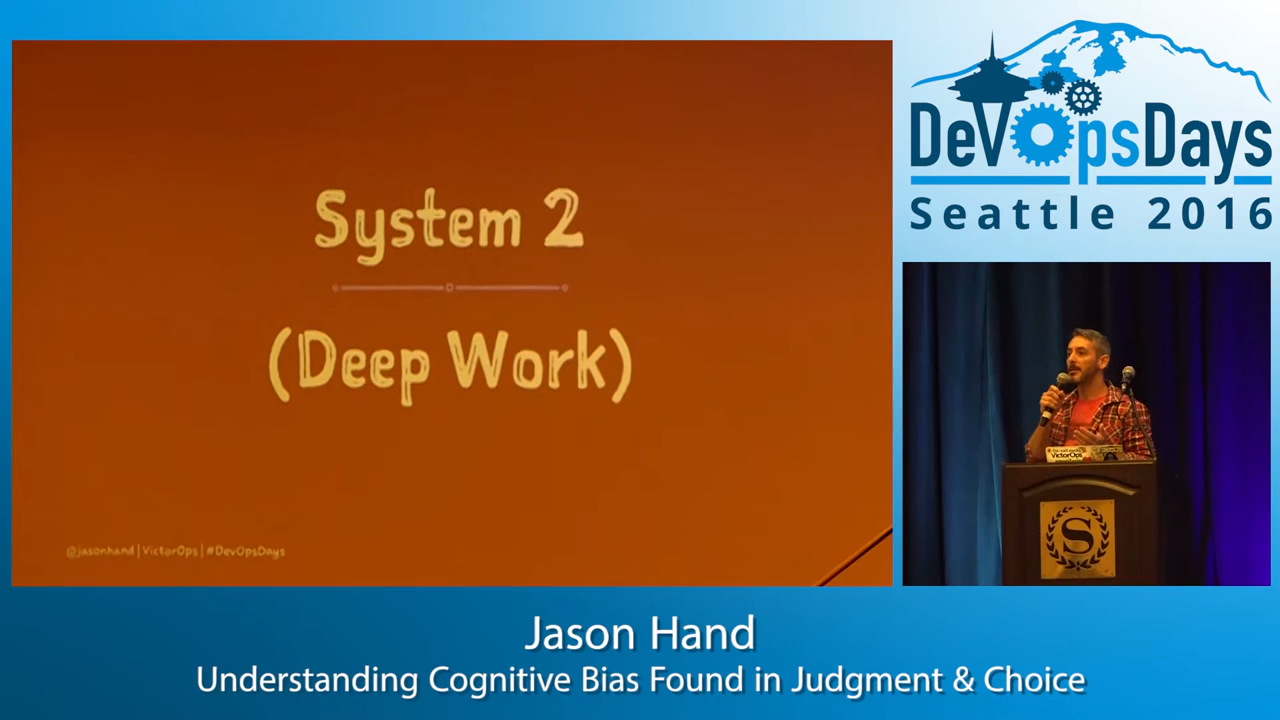 System 2
(Deep Work)
@jasonhand | VictorOps | #DevOpsDays
DevOpsDays
Seattle 2016
VictorOps
S
Jason Hand
Understanding Cognitive Bias Found in Judgment & Choice